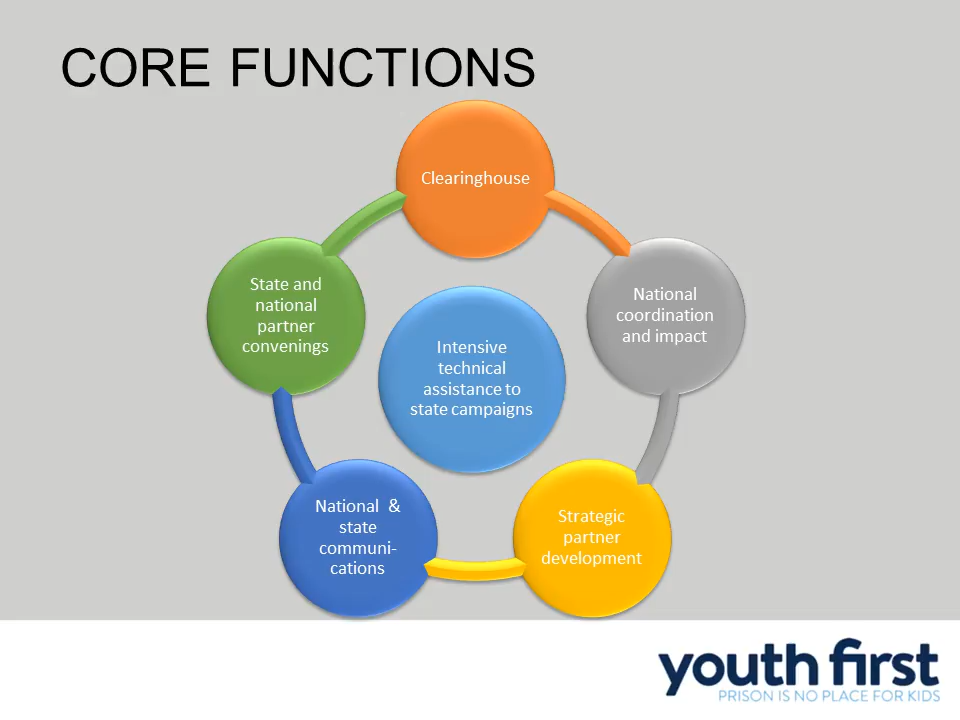 CORE FUNCTIONS
Clearinghouse
State and
national
partner
convenings
National
coordination
and impact
Intensive
technical
assistance to
state campaigns
National & 
state
communi-
cations
Strategic
partner
development
youth first
PRISON IS NO PLACE FOR KIDS